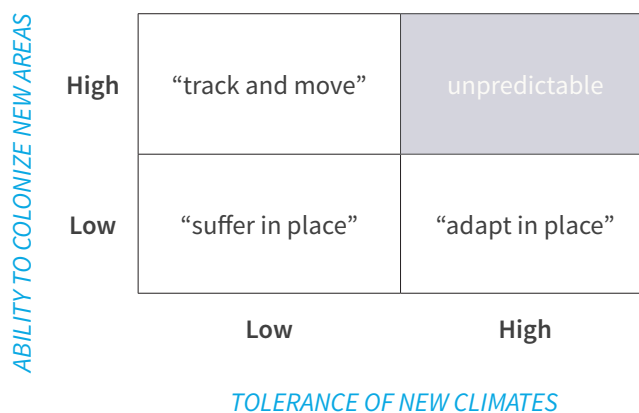 ABILITY TO COLONIZE NEW AREAS
High
“track and move”
unpredictable
Low
“suffer in place”
“adapt in place”
Low
High
TOLERANCE OF NEW CLIMATES